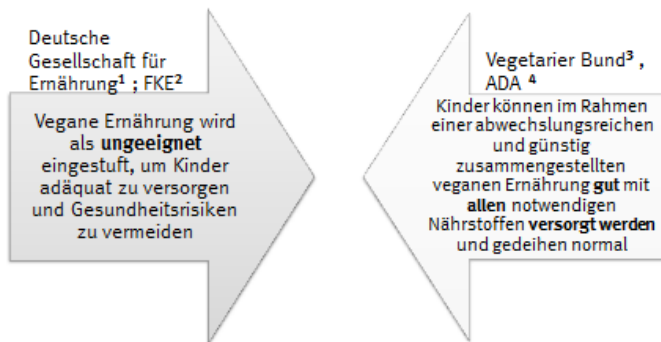 Deutsche
Gesellschaft für
Ernährung¹ ; FKE²
Vegane Ernährung wird
als ungeeignet
eingestuft, um Kinder
adäquat zu versorgen
und Gesundheitsrisiken
zu vermeiden
Vegetarier Bund³ ,
ADA ⁴
Kinder können im Rahmen
einer abwechslungsreichen
und günstig
zusammengestellten
veganen Ernährung gut mit
allen notwendigen
Nährstoffen versorgt werden
und gedeihen normal